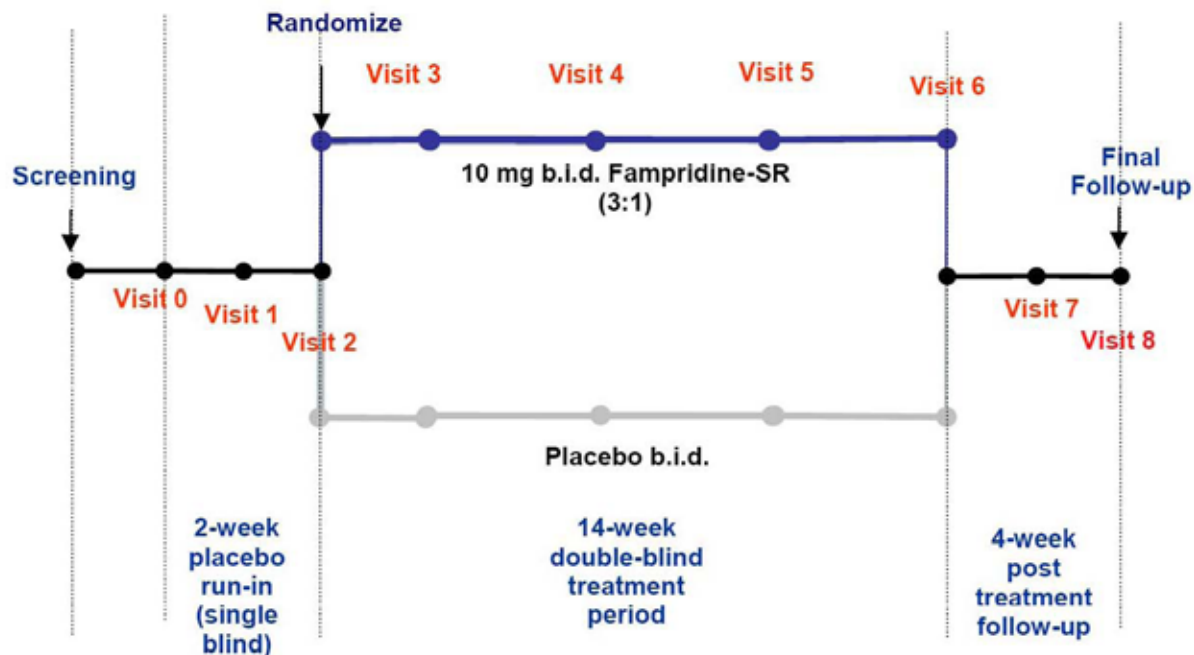 Randomize
Visit 3
Visit 4
Visit 5
Visit 6
10 mg b.i.d. Fampridine-SR
(3:1)
Screening
Final
Follow-up
Visit 0
Visit 1
Visit 2
Visit 7
Visit 8
Placebo b.i.d.
2-week
placebo
run-in
(single
blind)
14-week
double-blind
treatment
period
4-week
post
treatment
follow-up